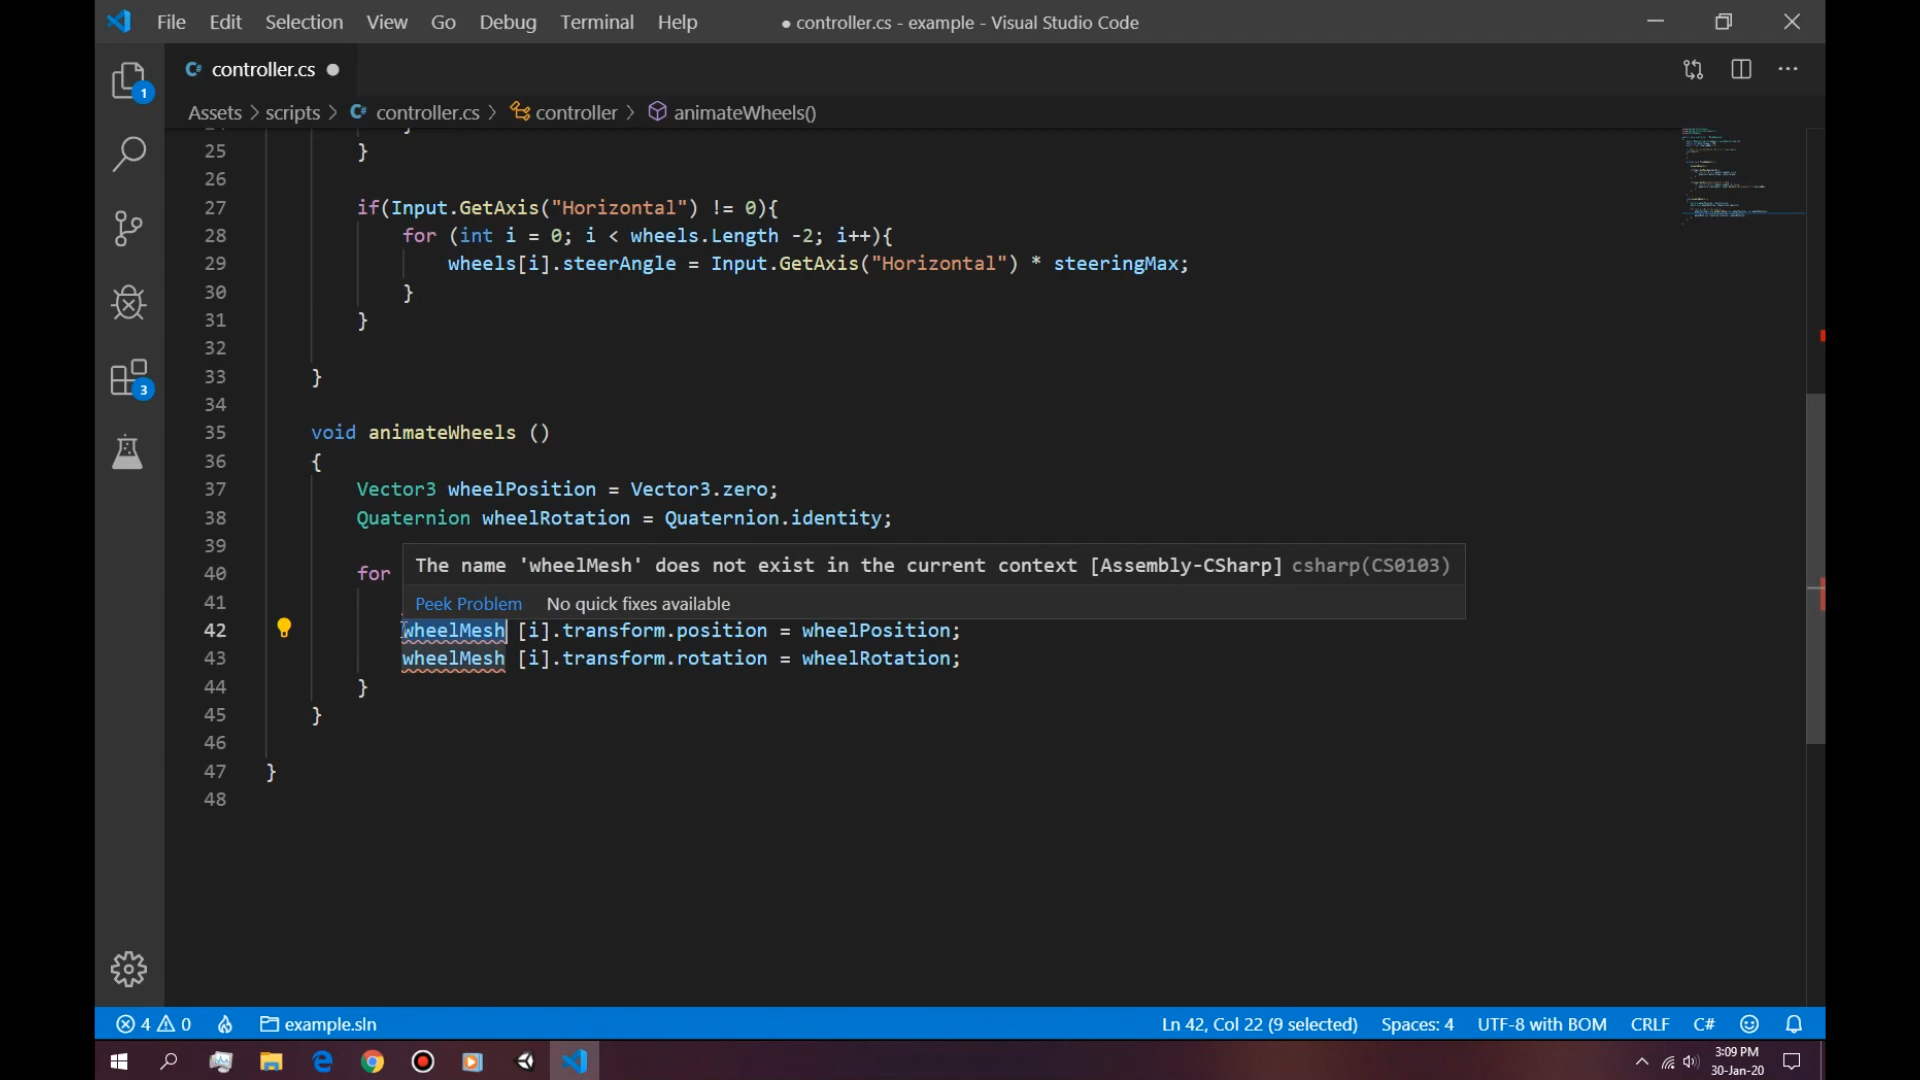 File Edit Selection View Go Debug Terminal Help ● controller.cs - example - Visual Studio Code
controller.cs
Assets > scripts > controller.cs > controller > animateWheels()
25 }
26
27 if(Input.GetAxis("Horizontal") != 0){
28 for (int i = 0; i < wheels.Length -2; i++){
29 wheels[i].steerAngle = Input.GetAxis("Horizontal") * steeringMax;
30 }
31 }
32
33 }
34
35 void animateWheels ()
36 {
37 Vector3 wheelPosition = Vector3.zero;
38 Quaternion wheelRotation = Quaternion.identity;
39
The name 'wheelMesh' does not exist in the current context [Assembly-CSharp] csharp(CS0103)
40 for
Peek Problem No quick fixes available
41
42 wheelMesh [i].transform.position = wheelPosition;
43 wheelMesh [i].transform.rotation = wheelRotation;
44 }
45 }
46
47 }
48
1
3
4 0 example.sln Ln 42, Col 22 (9 selected) Spaces: 4 UTF-8 with BOM CRLF C#
3:09 PM
30-Jan-20